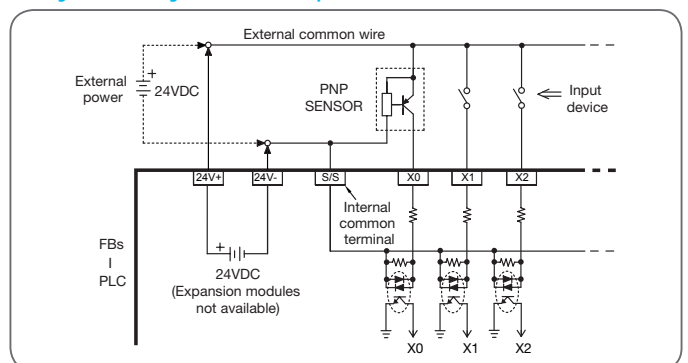 External common wire
External
power
+
24VDC
PNP
SENSOR
Input
device
24V+
24V-
S/S
X0
X1
X2
Internal
common
terminal
FBs
I
PLC
+
24VDC
(Expansion modules
not available)
X0
X1
X2